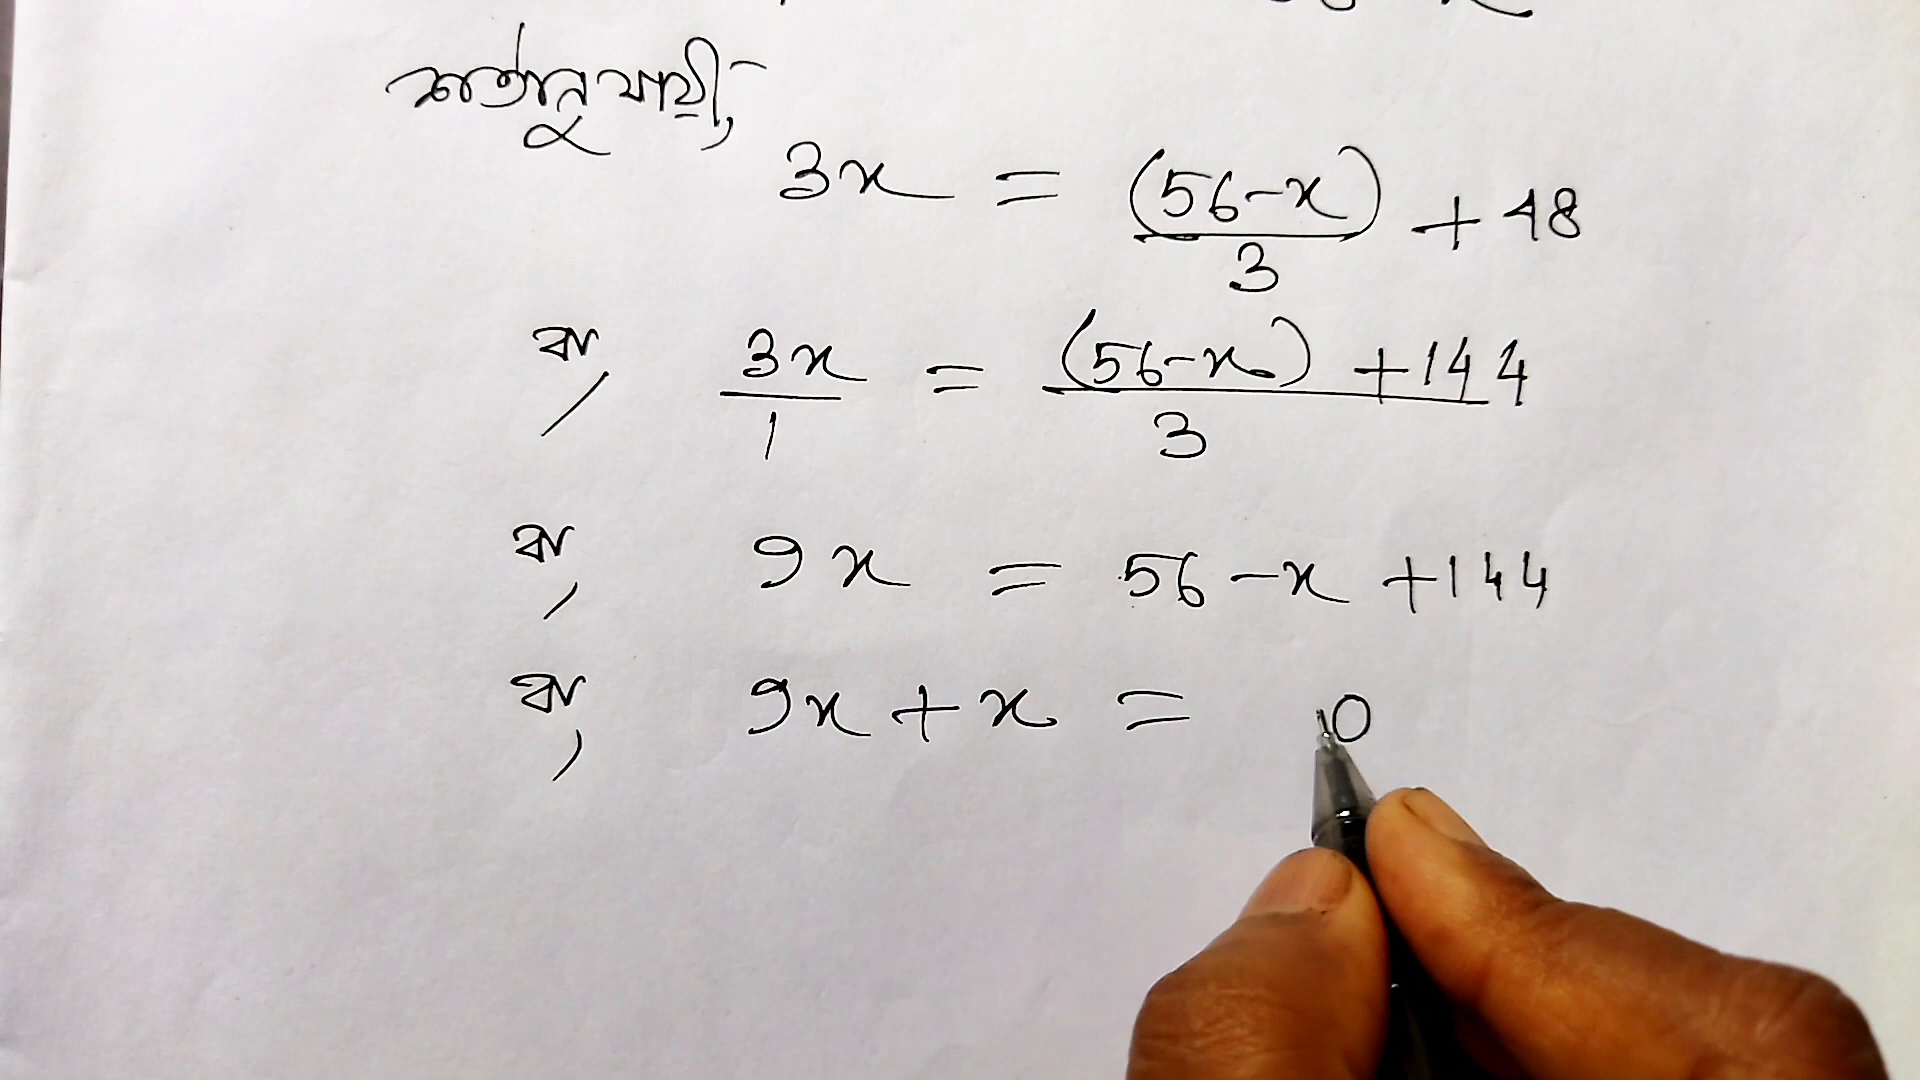 শর্তানুযায়ী,
3x = (56-x)/3 + 48
বা, 3x/1 = (56-x) +144/3
বা, 9x = 56-x +144
বা, 9x+x = 0